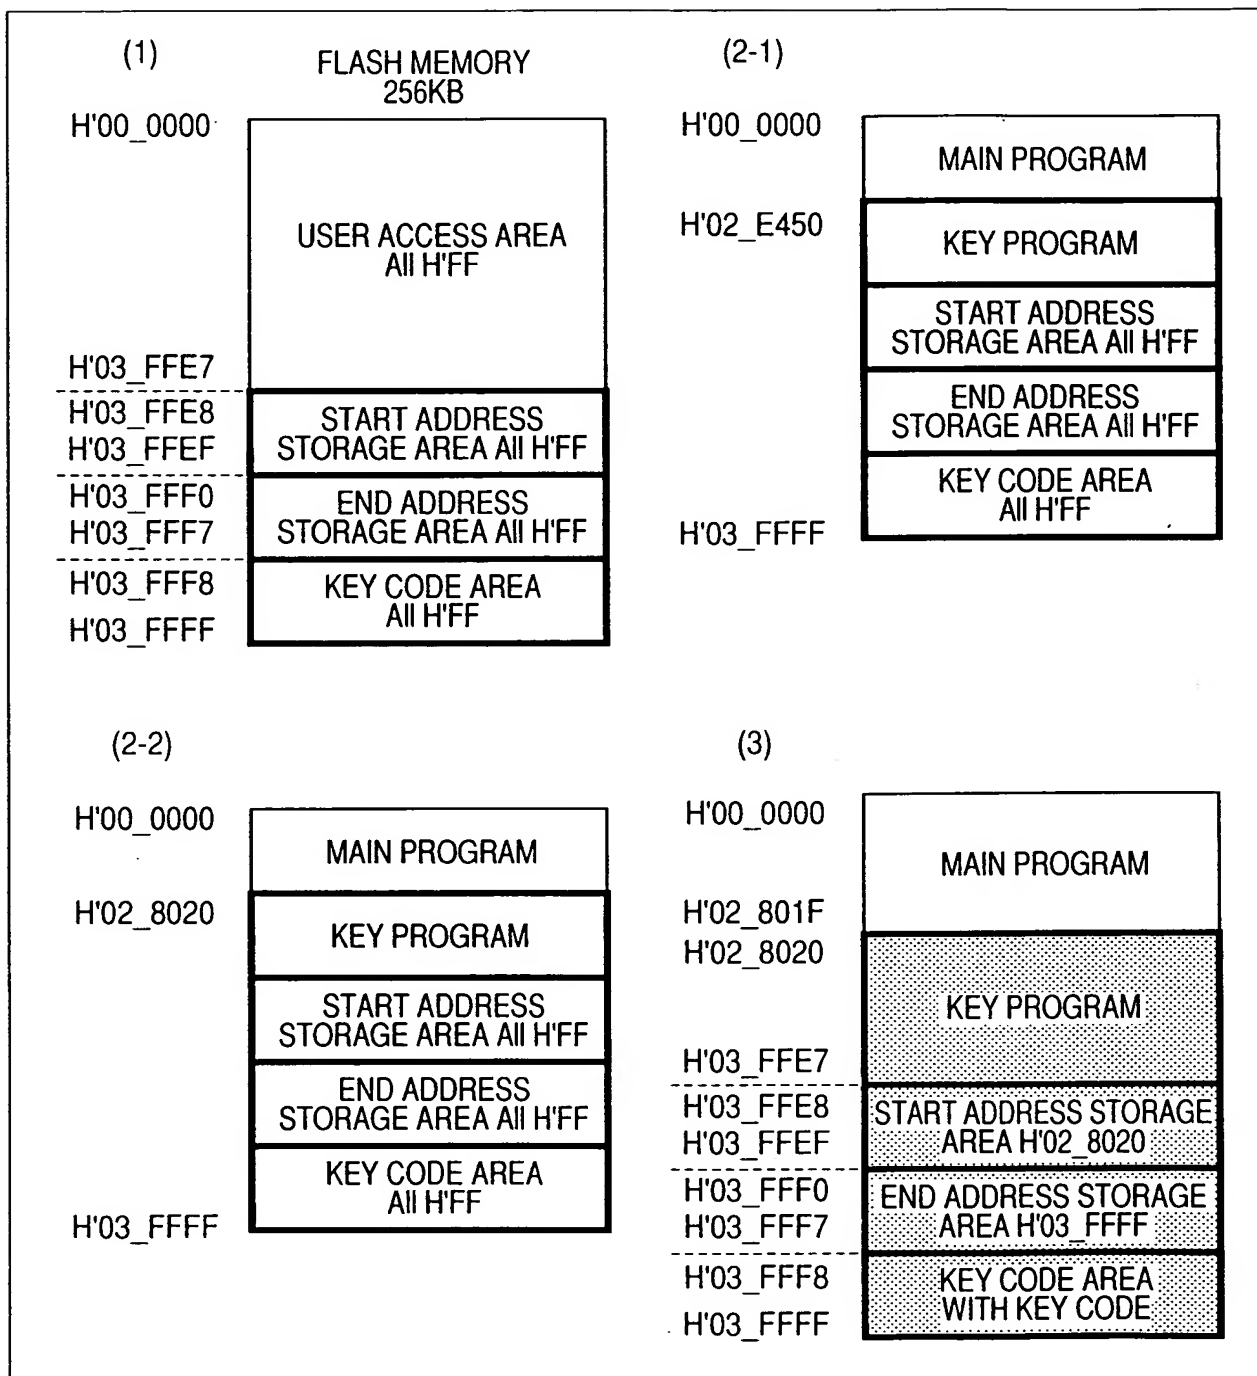 (1)
FLASH MEMORY
256KB
H'00_0000
USER ACCESS AREA
All H'FF
H'03_FFE7
H'03_FFE8
START ADDRESS
H'03_FFEF
STORAGE AREA All H'FF
H'03_FFF0
END ADDRESS
H'03_FFF7
STORAGE AREA All H'FF
H'03_FFF8
KEY CODE AREA
All H'FF
H'03_FFFF
(2-1)
H'00_0000
MAIN PROGRAM
H'02_E450
KEY PROGRAM
START ADDRESS
STORAGE AREA All H'FF
END ADDRESS
STORAGE AREA All H'FF
KEY CODE AREA
All H'FF
H'03_FFFF
(2-2)
H'00_0000
MAIN PROGRAM
H'02_8020
KEY PROGRAM
START ADDRESS
STORAGE AREA All H'FF
END ADDRESS
STORAGE AREA All H'FF
KEY CODE AREA
All H'FF
H'03_FFFF
(3)
H'00_0000
MAIN PROGRAM
H'02_801F
H'02_8020
KEY PROGRAM
H'03_FFE7
H'03_FFE8
START ADDRESS STORAGE
H'03_FFEF
AREA H'02_8020
H'03_FFF0
END ADDRESS STORAGE
H'03_FFF7
AREA H'03_FFFF
H'03_FFF8
KEY CODE AREA
WITH KEY CODE
H'03_FFFF